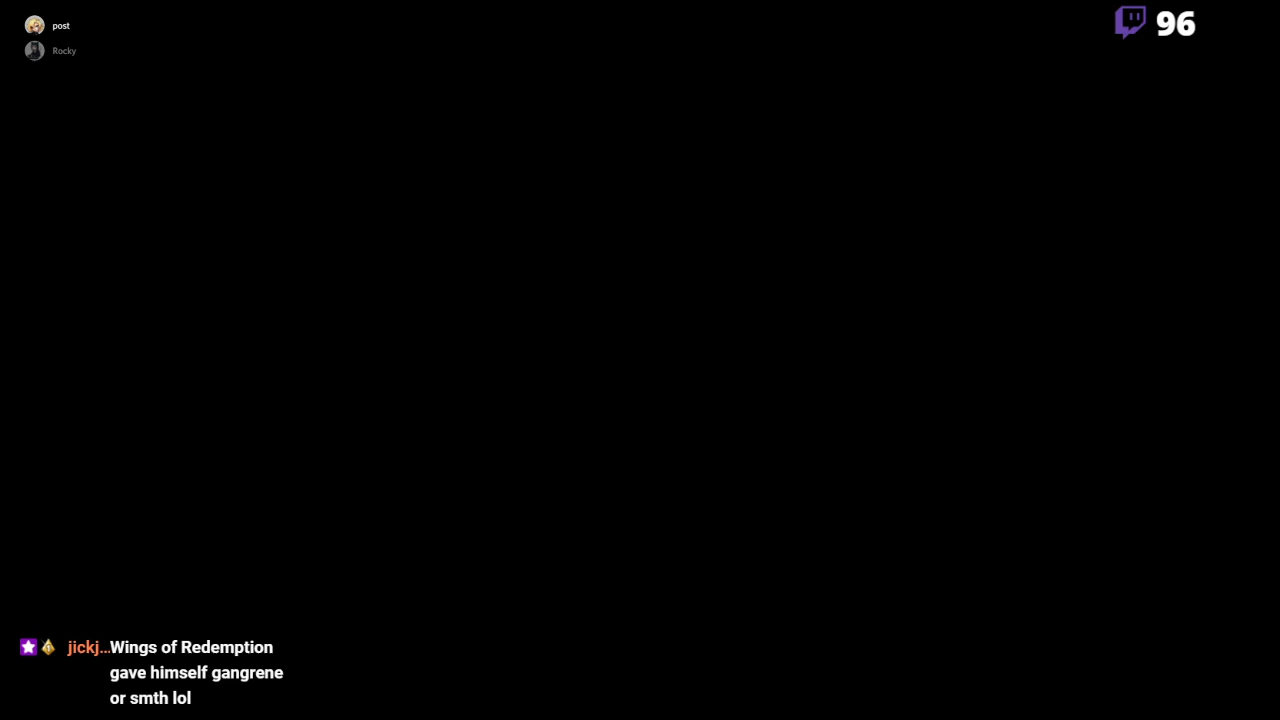 post
Rocky
96
jickj...Wings of Redemption
gave himself gangrene
or smth lol